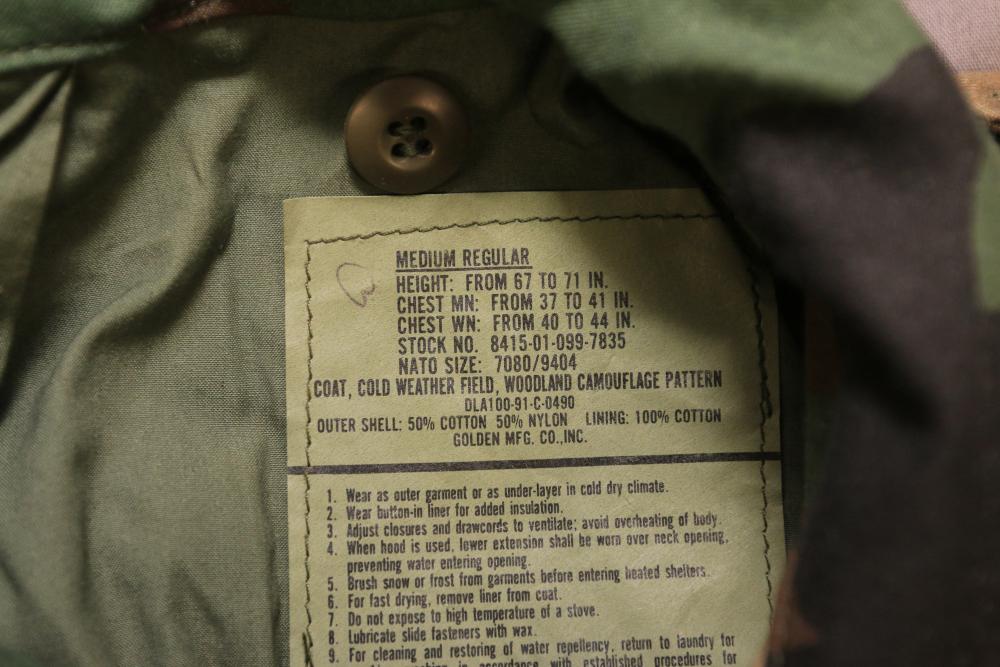 MEDIUM REGULAR
HEIGHT: FROM 67 TO 71 IN.
CHEST MN: FROM 37 TO 41 IN.
CHEST WN: FROM 40 TO 44 IN.
STOCK NO. 8415-01-099-7835
NATO SIZE: 7080/9404
COAT, COLD WEATHER FIELD, WOODLAND CAMOUFLAGE PATTERN
DLA100-91-C-0490
OUTER SHELL: 50% COTTON 50% NYLON LINING: 100% COTTON
GOLDEN MFG. CO.,INC.
1. Wear as outer garment or as under-layer in cold dry climate.
2. Wear button-in liner for added insulation.
3. Adjust closures and drawcords to ventilate; avoid overheating of body.
4. When hood is used, lower extension shall be worn over neck opening,
preventing water entering opening.
5. Brush snow or frost from garments before entering heated shelters.
6. For fast drying, remove liner from coat.
7. Do not expose to high temperature of a stove.
8. Lubricate slide fasteners with wax.
9. For cleaning and restoring of water repellency, return to laundry for
in accordance with established procedures for